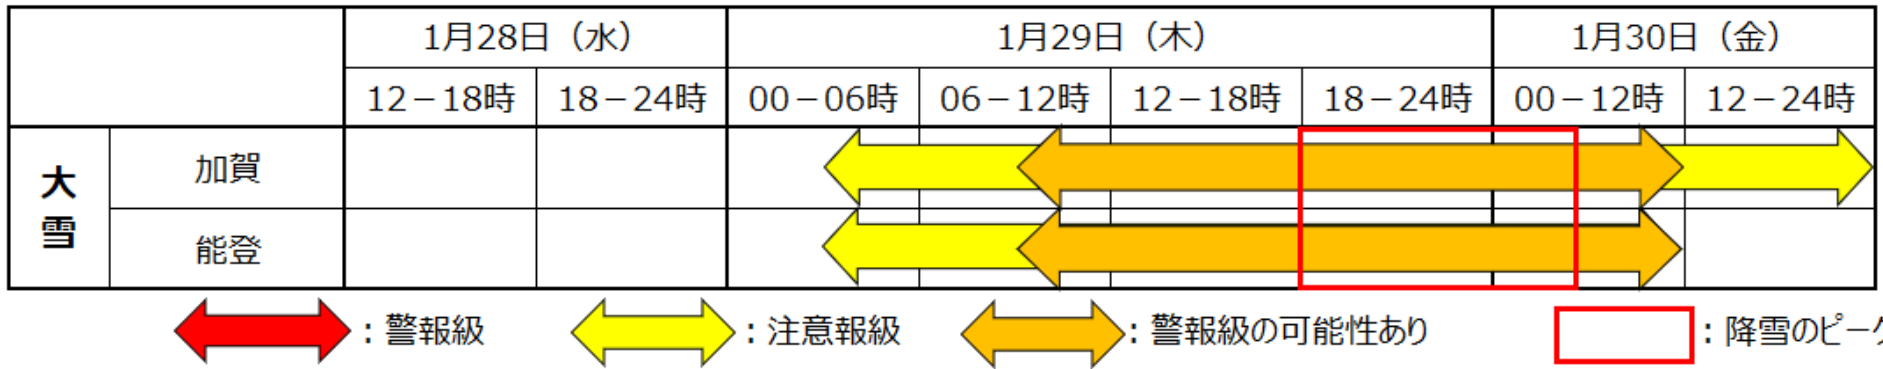 1月28日（水） 1月29日（木） 1月30日（金）
12－18時 18－24時 00－06時 06－12時 12－18時 18－24時 00－12時 12－24時
大雪
加賀
能登
：警報級 ：注意報級 ：警報級の可能性あり ：降雪のピーク